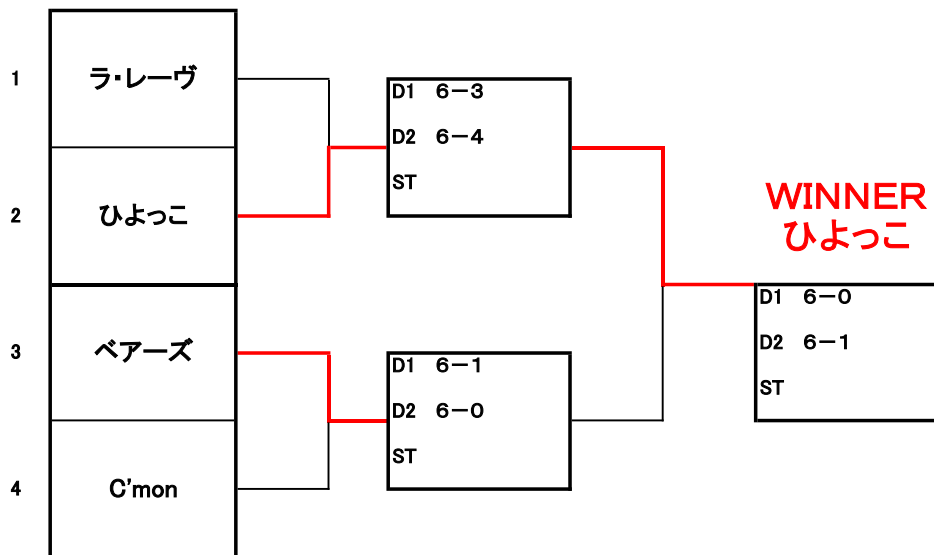 1 ラ・レーヴ
D1 6－3
D2 6－4
ST
2 ひよっこ
WINNER
ひよっこ
D1 6－0
D2 6－1
ST
3 ベアーズ
D1 6－1
D2 6－0
ST
4 C'mon